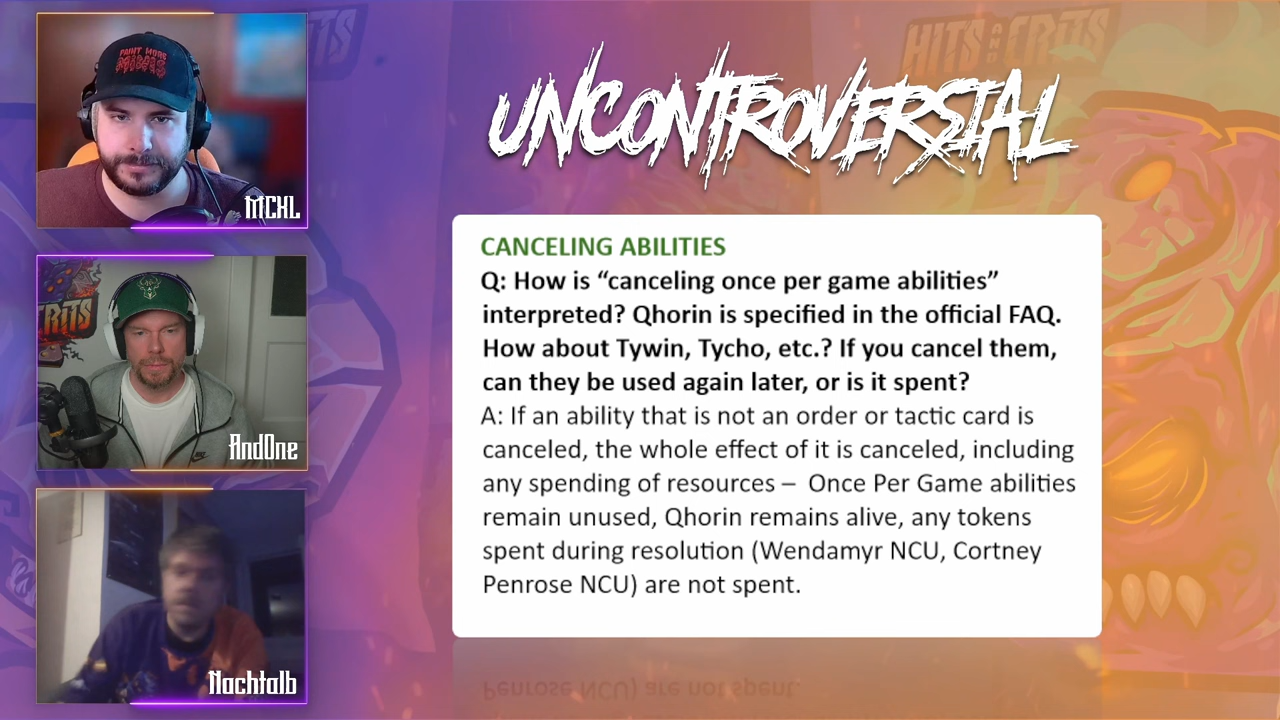 PAINT MORE
MINIS
MCHL
CRITS
AndOne
Nachtalb
HITS AND CRITS
UNCONTROVERSIAL
CANCELING ABILITIES
Q: How is “canceling once per game abilities”
interpreted? Qhorin is specified in the official FAQ.
How about Tywin, Tycho, etc.? If you cancel them,
can they be used again later, or is it spent?
A: If an ability that is not an order or tactic card is
canceled, the whole effect of it is canceled, including
any spending of resources – Once Per Game abilities
remain unused, Qhorin remains alive, any tokens
spent during resolution (Wendamyr NCU, Cortney
Penrose NCU) are not spent.